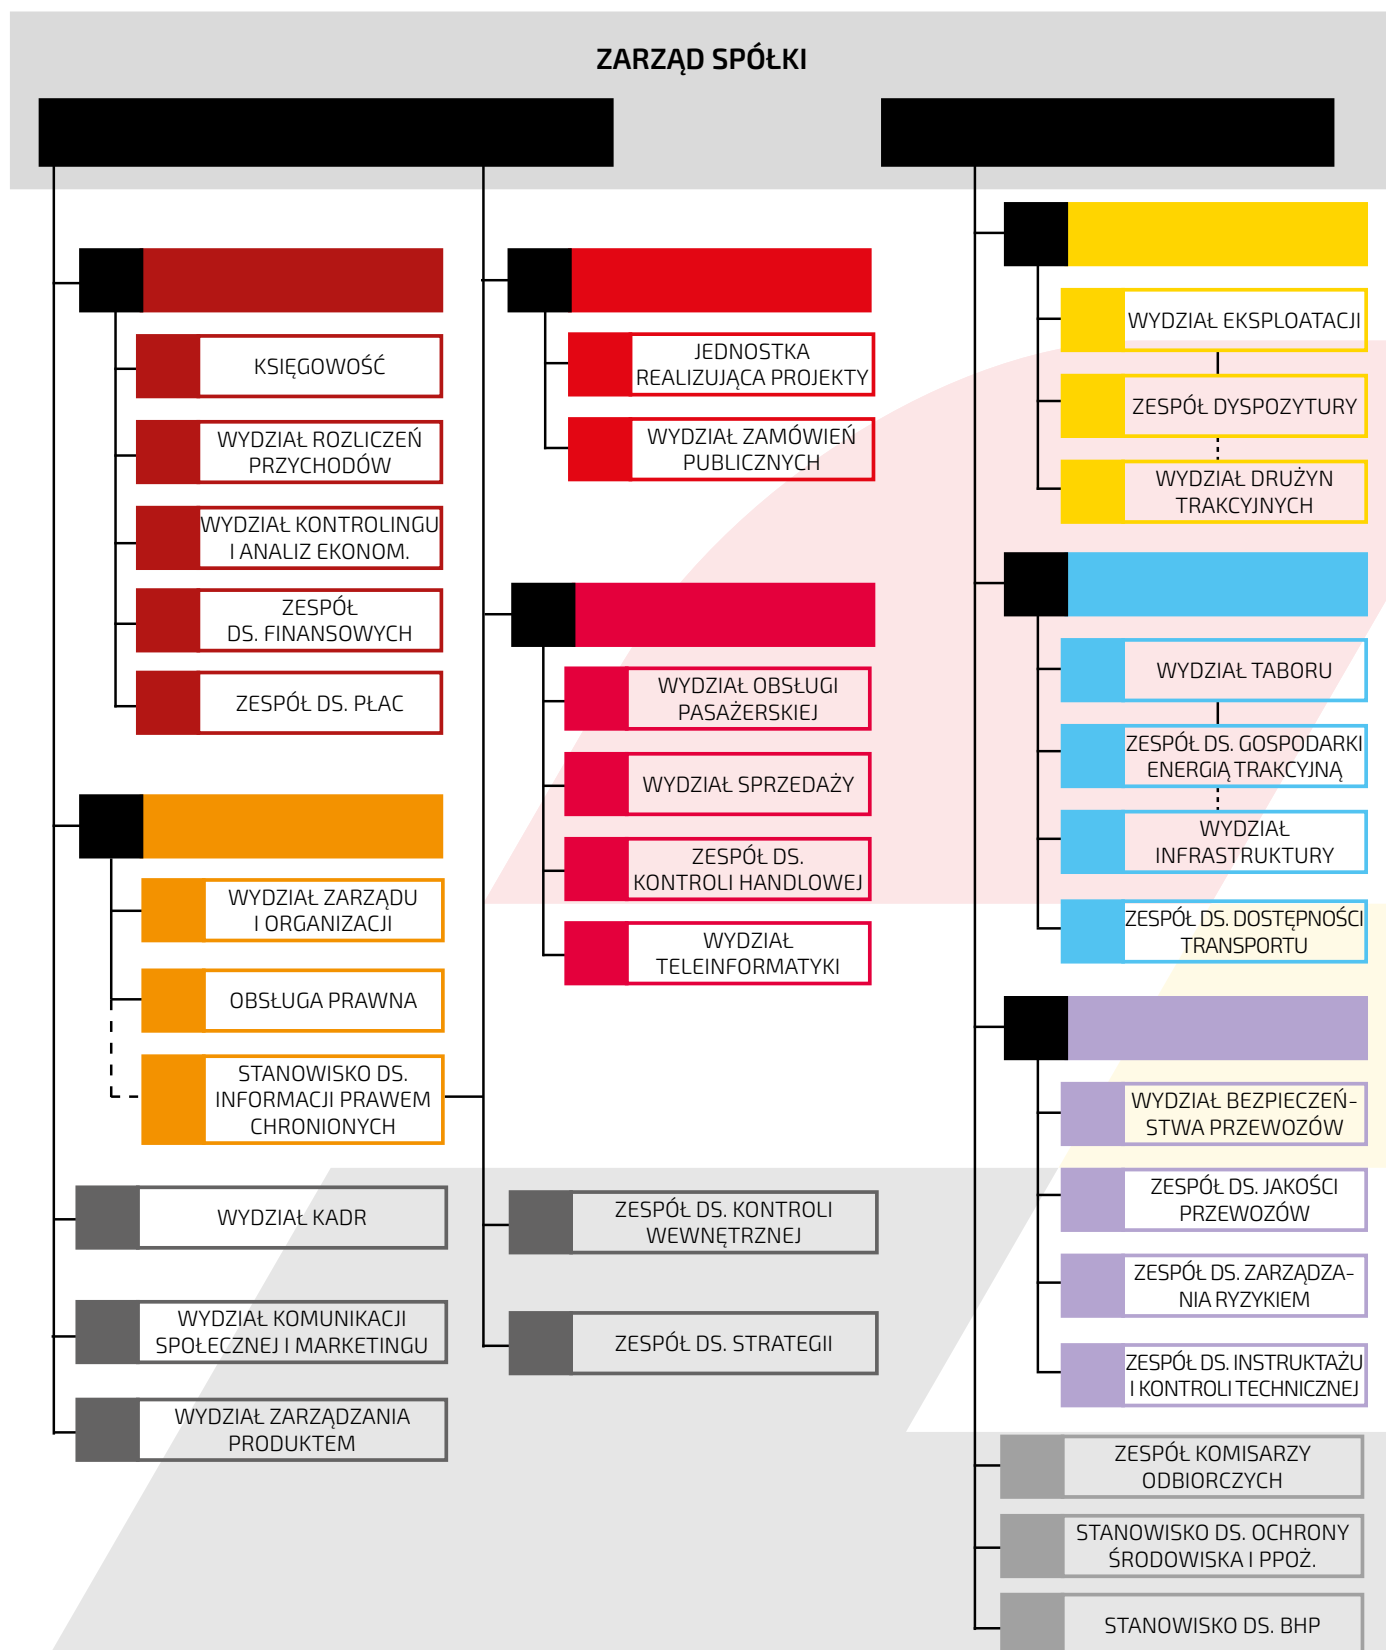 ZARZĄD SPÓŁKI
KSIĘGOWOŚĆ
WYDZIAŁ ROZLICZEŃ
PRZYCHODÓW
WYDZIAŁ KONTROLINGU
I ANALIZ EKONOM.
ZESPÓŁ
DS. FINANSOWYCH
ZESPÓŁ DS. PŁAC
WYDZIAŁ ZARZĄDU
I ORGANIZACJI
OBSŁUGA PRAWNA
STANOWISKO DS.
INFORMACJI PRAWEM
CHRONIONYCH
WYDZIAŁ KADR
WYDZIAŁ KOMUNIKACJI
SPOŁECZNEJ I MARKETINGU
WYDZIAŁ ZARZĄDZANIA
PRODUKTEM
JEDNOSTKA
REALIZUJĄCA PROJEKTY
WYDZIAŁ ZAMÓWIEŃ
PUBLICZNYCH
WYDZIAŁ OBSŁUGI
PASAŻERSKIEJ
WYDZIAŁ SPRZEDAŻY
ZESPÓŁ DS.
KONTROLI HANDLOWEJ
WYDZIAŁ
TELEINFORMATYKI
ZESPÓŁ DS. KONTROLI
WEWNĘTRZNEJ
ZESPÓŁ DS. STRATEGII
WYDZIAŁ EKSPLOATACJI
ZESPÓŁ DYSPOZYTURY
WYDZIAŁ DRUŻYN
TRAKCYJNYCH
WYDZIAŁ TABORU
ZESPÓŁ DS. GOSPODARKI
ENERGIĄ TRAKCYJNĄ
WYDZIAŁ
INFRASTRUKTURY
ZESPÓŁ DS. DOSTĘPNOŚCI
TRANSPORTU
WYDZIAŁ BEZPIECZEŃ-
STWA PRZEWOZÓW
ZESPÓŁ DS. JAKOŚCI
PRZEWOZÓW
ZESPÓŁ DS. ZARZĄDZA-
NIA RYZYKIEM
ZESPÓŁ DS. INSTRUKTAŻU
I KONTROLI TECHNICZNEJ
ZESPÓŁ KOMISARZY
ODBIORCZYCH
STANOWISKO DS. OCHRONY
ŚRODOWISKA I PPOŻ.
STANOWISKO DS. BHP